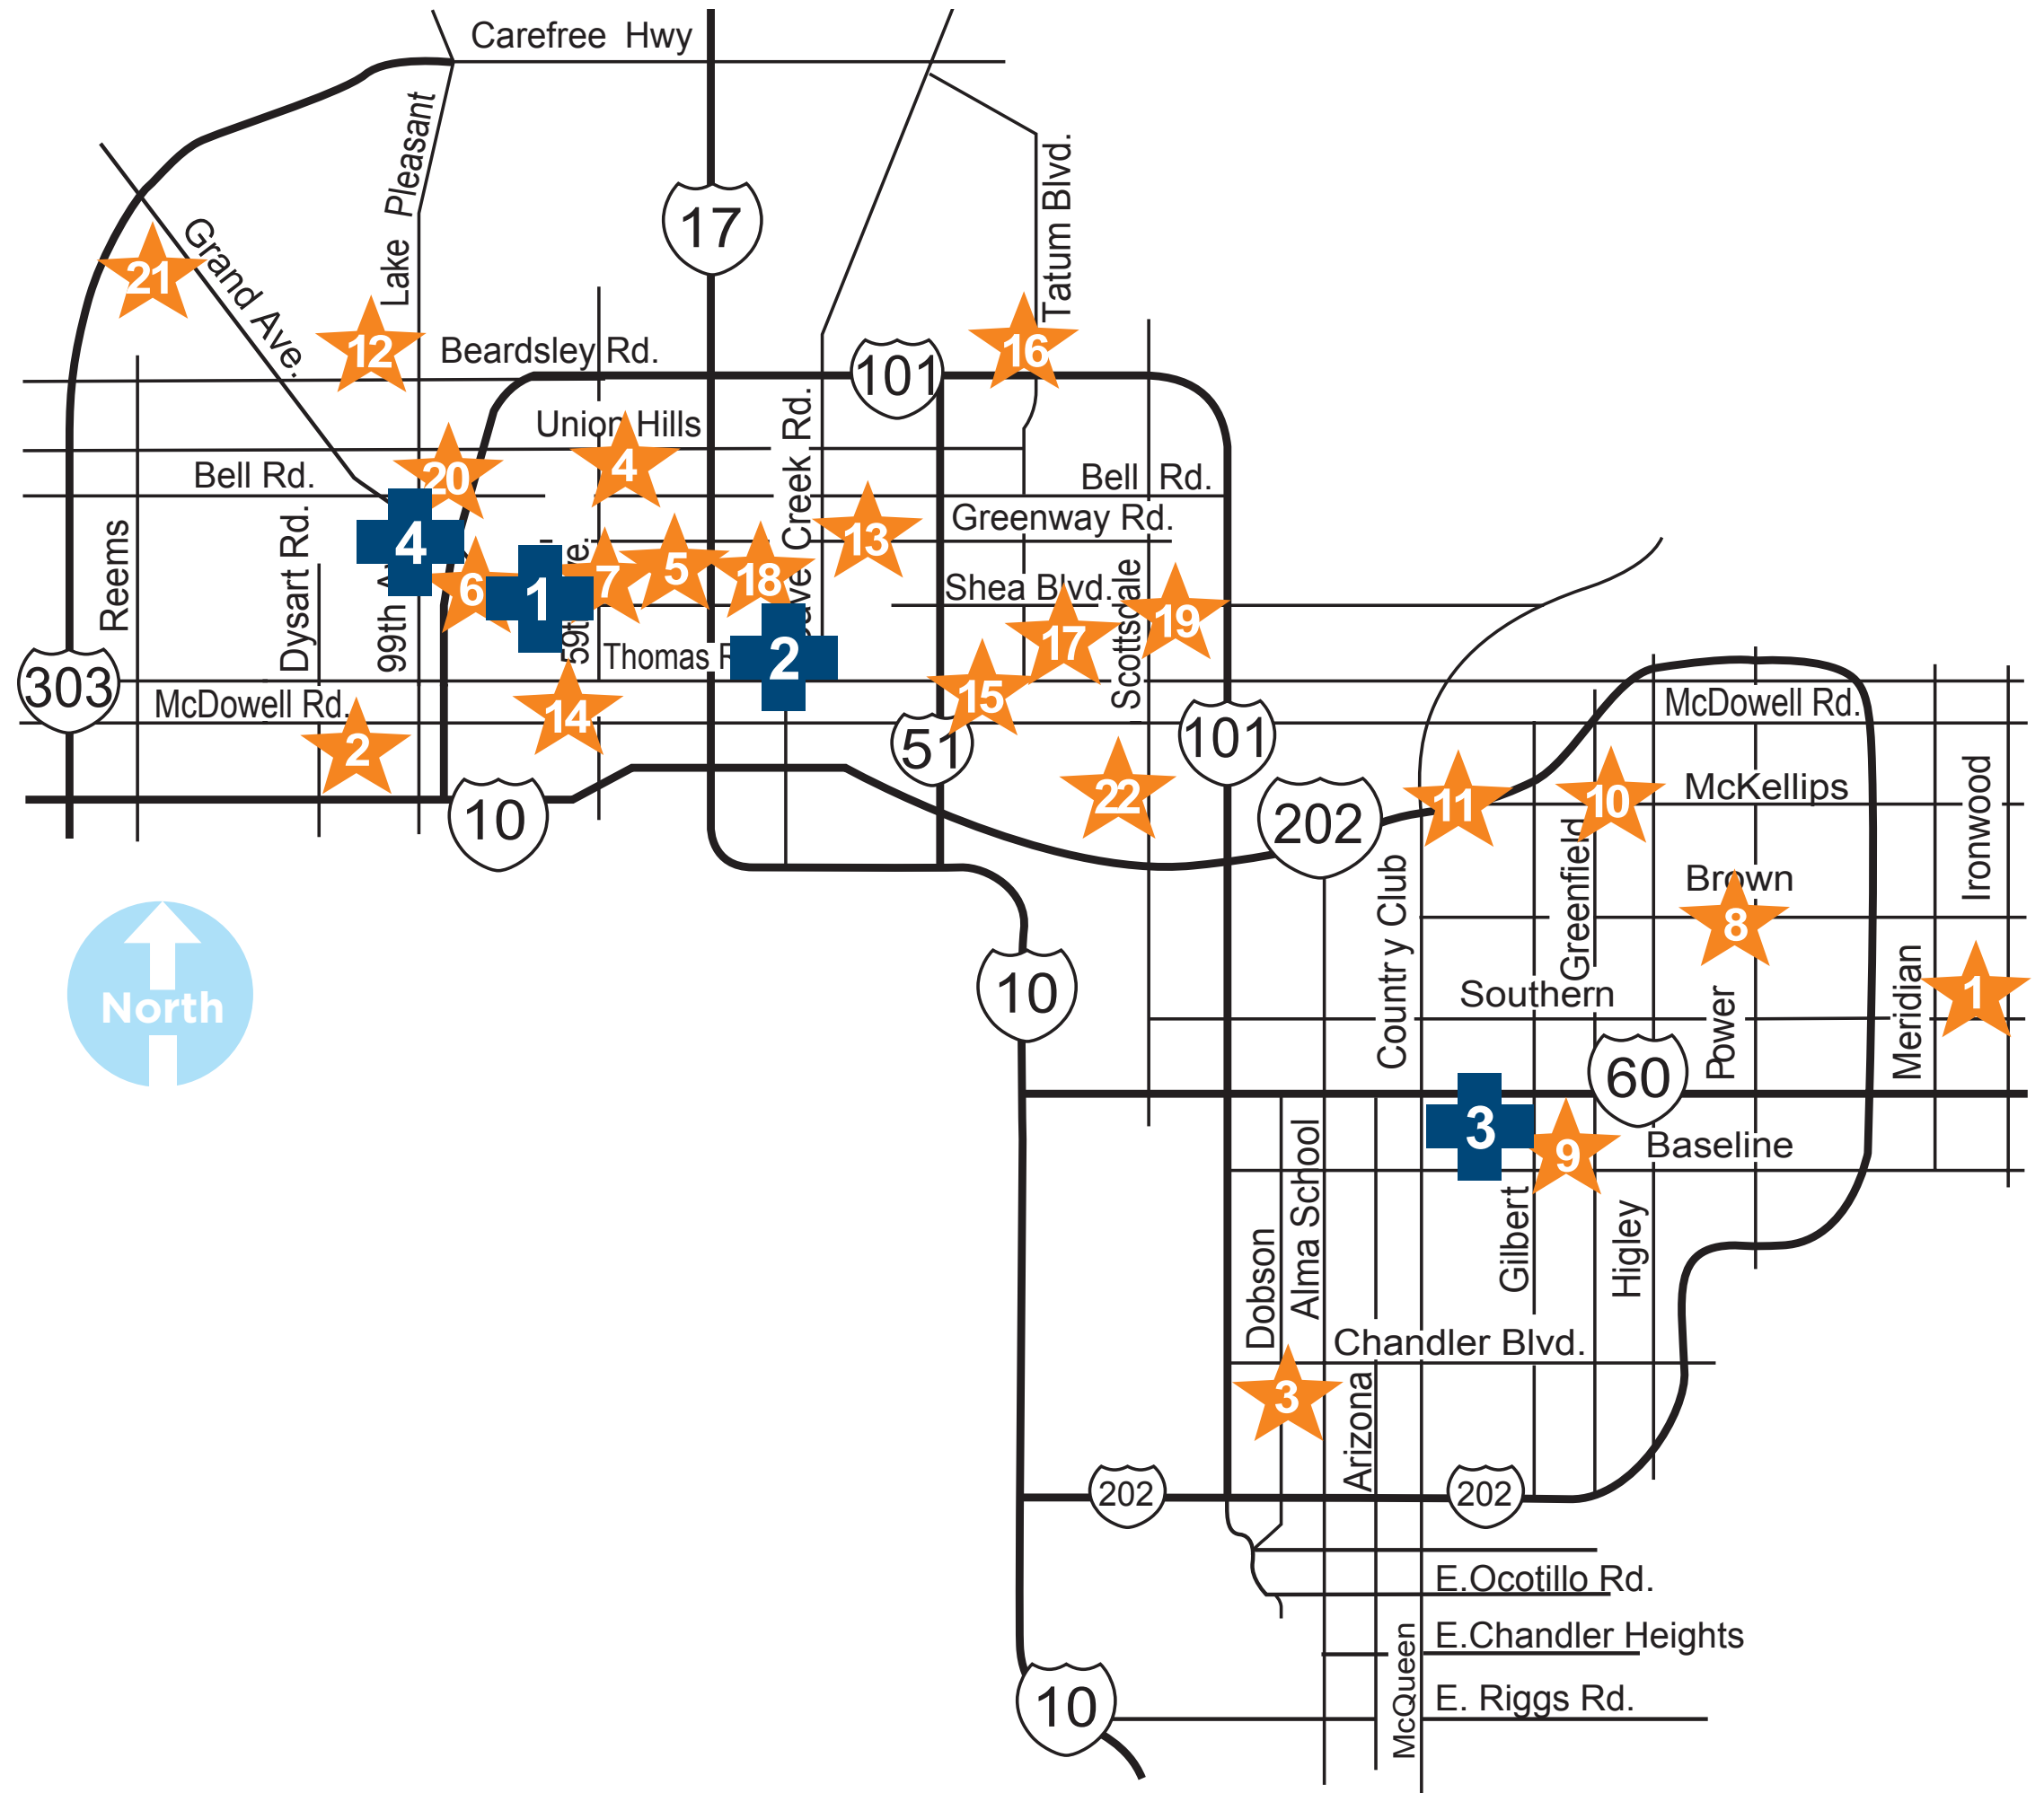 Carefree Hwy
Lake Pleasant
17
Tatum Blvd.
Grand Ave.
21
12
Beardsley Rd.
16
101
Union Hills
4
20
Bell Rd.
Bell Rd.
Creek Rd.
Greenway Rd.
13
Reems
Dysart Rd.
4
99th
6
1
7
5
18
59th
Shea Blvd.
19
17
Scottsdale
303
Thomas
2
15
McDowell Rd.
14
McDowell Rd.
2
51
101
22
10
202
11
10
McKellips
Ironwood
Country Club
Greenfield
Brown
8
North
10
Southern
Power
Meridian
1
60
3
9
Baseline
Dobson
Alma School
Gilbert
Higley
Chandler Blvd.
3
Arizona
202
202
E.Ocotillo Rd.
E.Chandler Heights
McQueen
E. Riggs Rd.
10